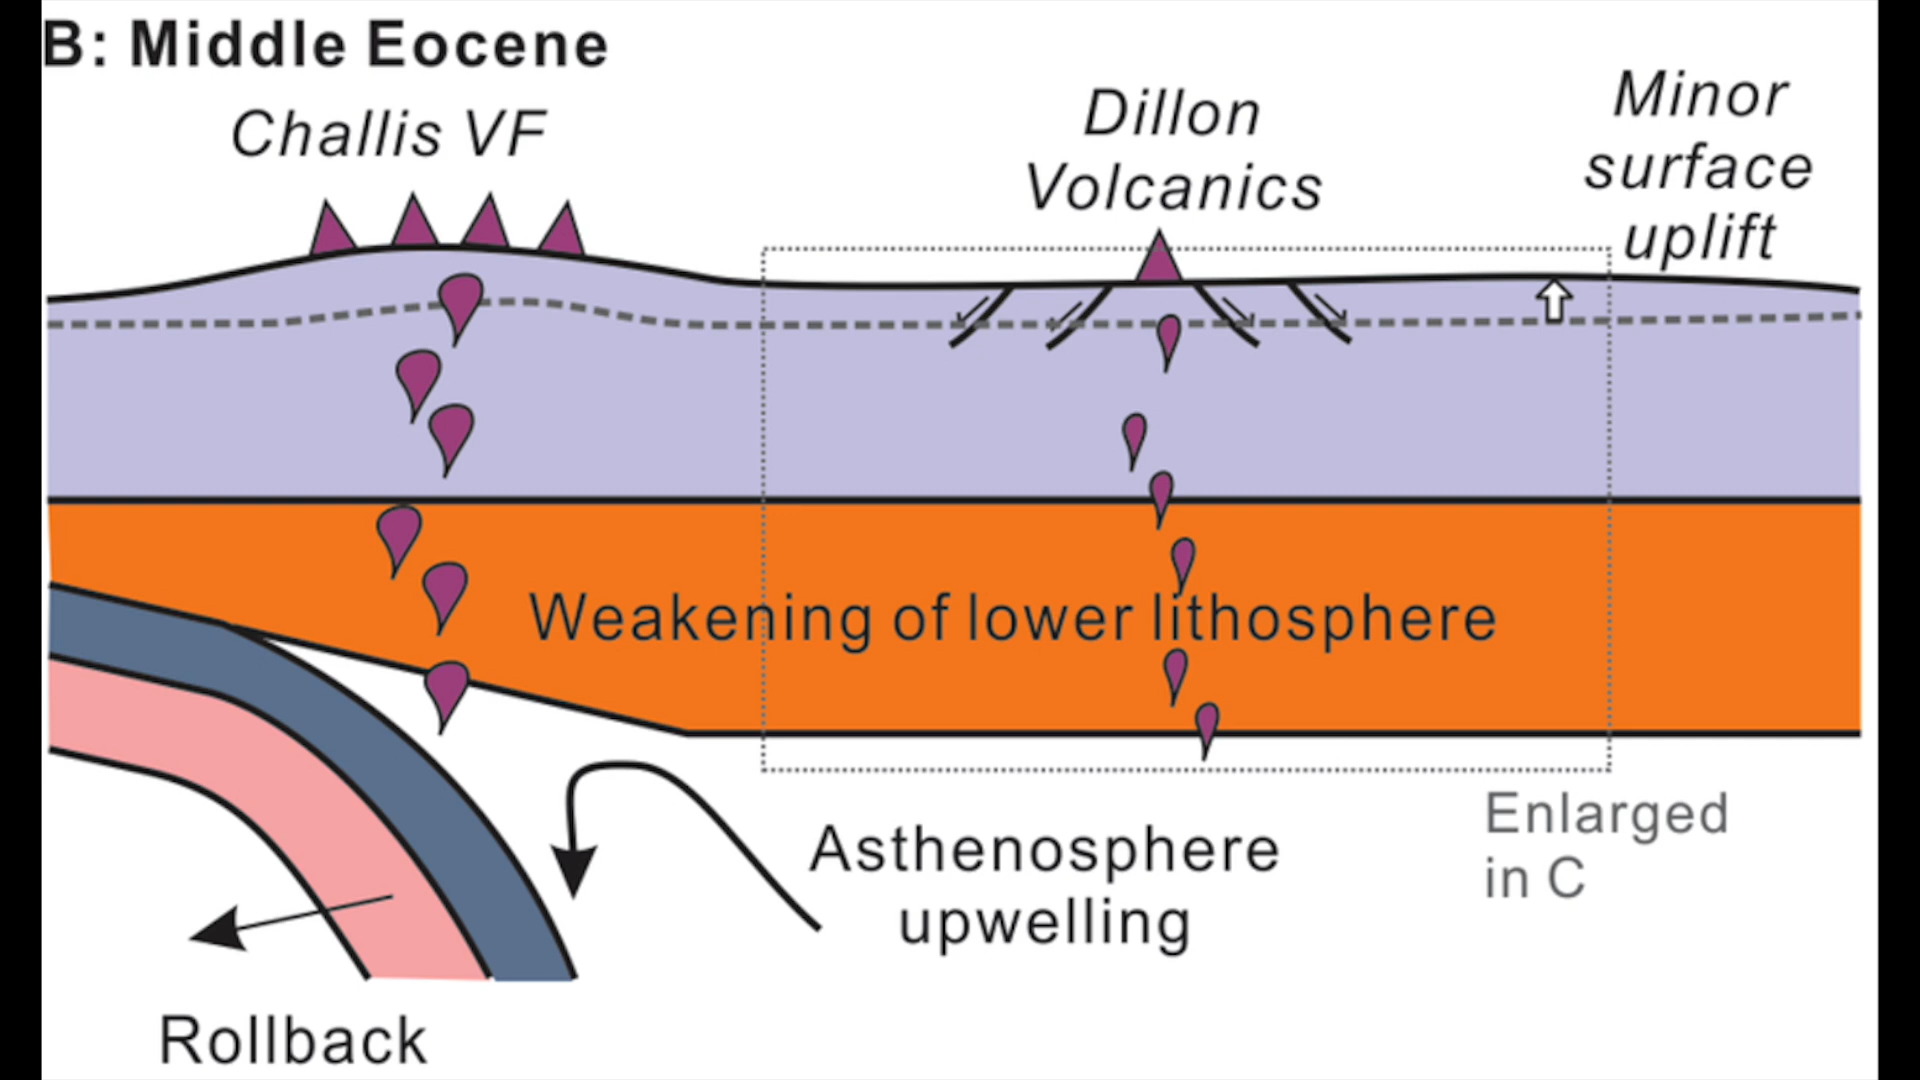 B: Middle Eocene
Challis VF
Dillon
Volcanics
Minor
surface
uplift
Weakening of lower lithosphere
Asthenosphere
upwelling
Enlarged
in C
Rollback